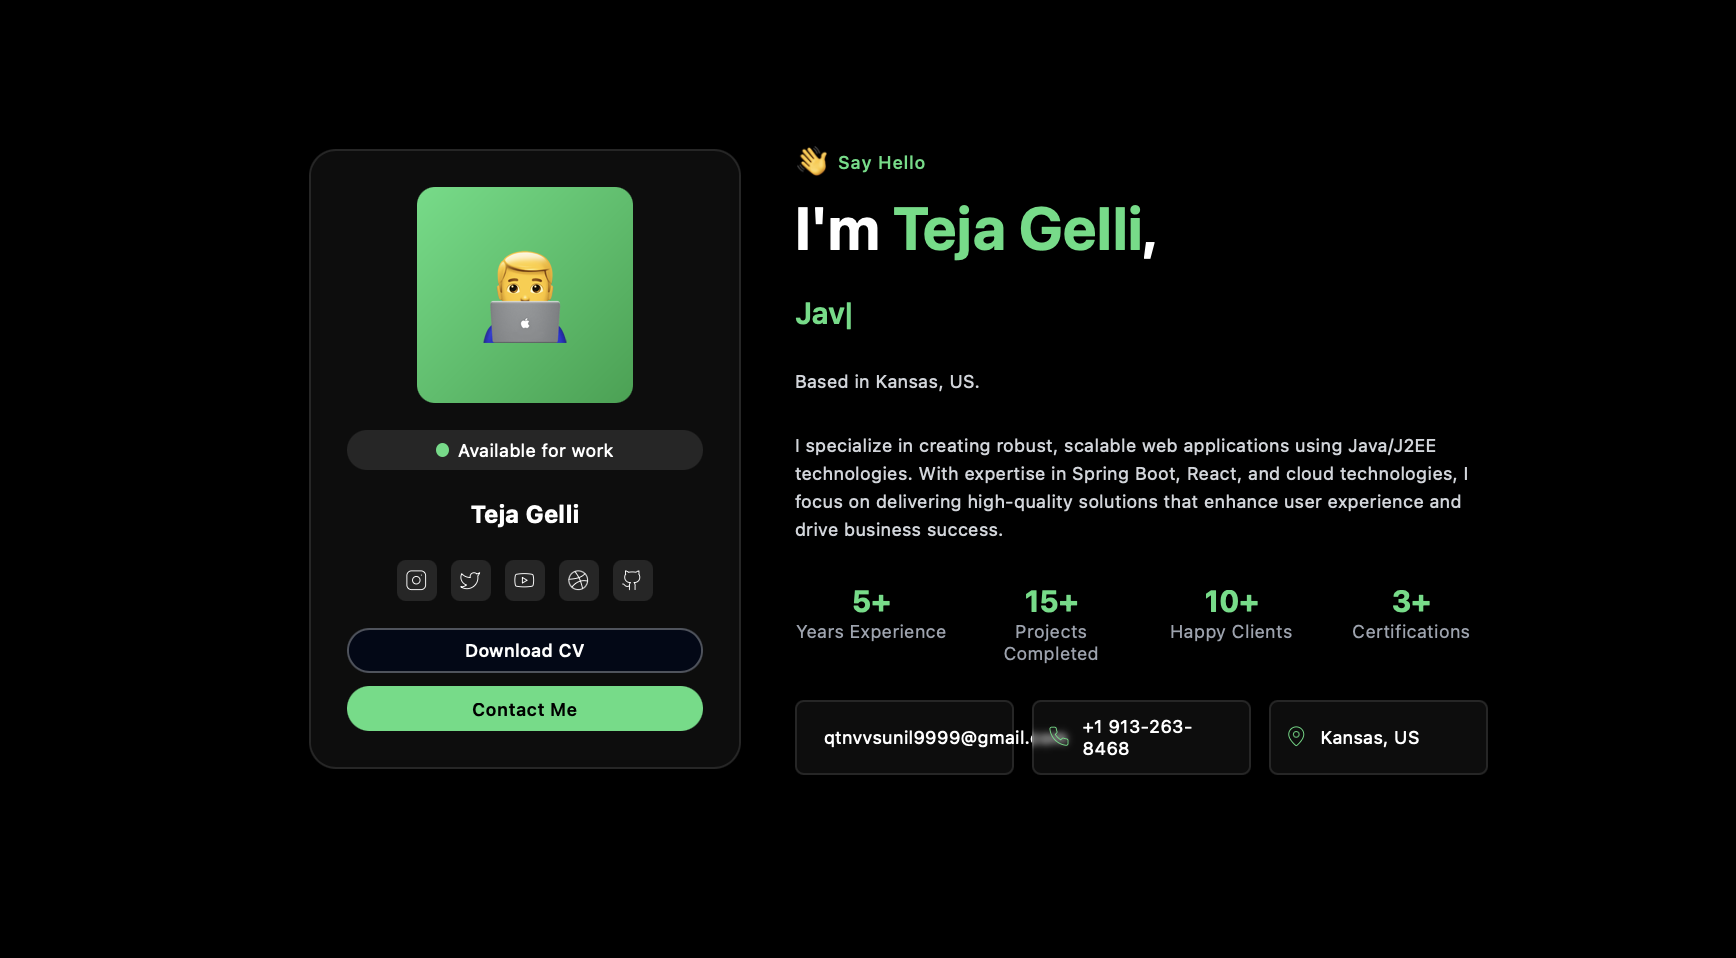 Available for work
Teja Gelli
Download CV
Contact Me
👋 Say Hello
I'm Teja Gelli,
Jav|
Based in Kansas, US.
I specialize in creating robust, scalable web applications using Java/J2EE
technologies. With expertise in Spring Boot, React, and cloud technologies, I
focus on delivering high-quality solutions that enhance user experience and
drive business success.
5+
Years Experience
15+
Projects
Completed
10+
Happy Clients
3+
Certifications
qtnvvsunil9999@gmail.
+1 913-263-
8468
Kansas, US